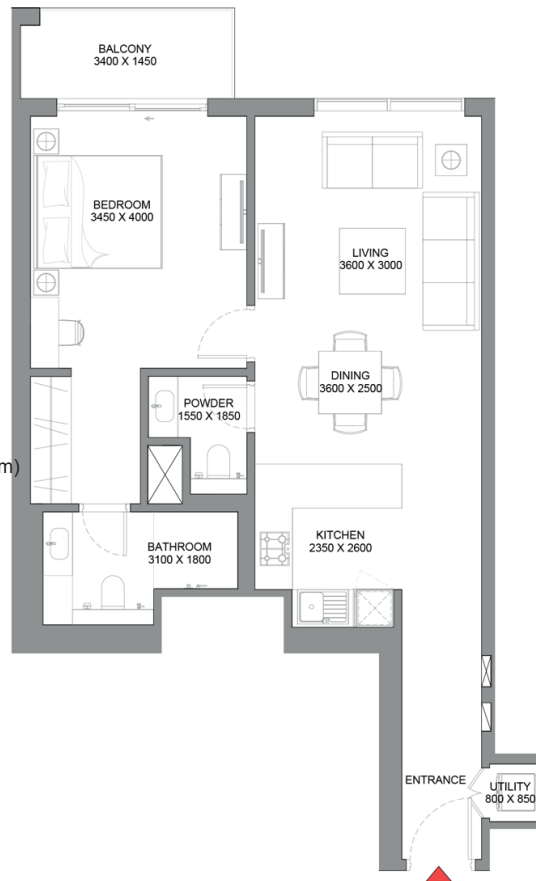 BALCONY
3400 X 1450
BEDROOM
3450 X 4000
LIVING
3600 X 3000
DINING
3600 X 2500
POWDER
1550 X 1850
m)
KITCHEN
2350 X 2600
BATHROOM
3100 X 1800
ENTRANCE
UTILITY
800 X 850